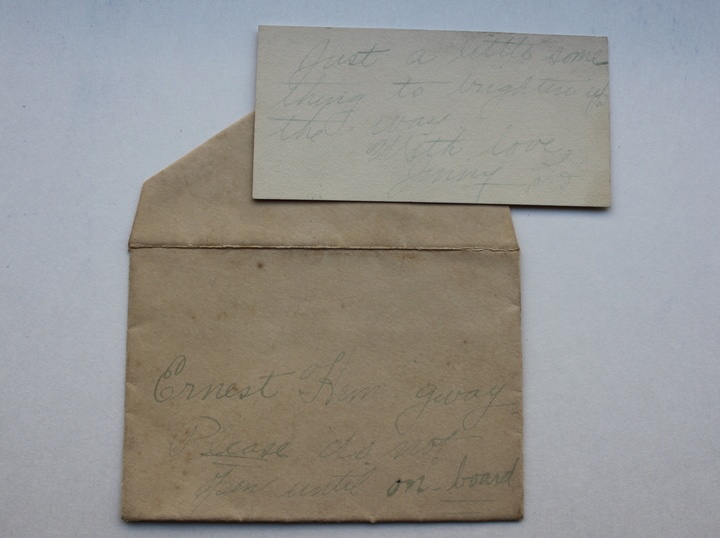 Just a little some
thing to brighten up
the way
With love,
Jinny
Ernest Hemingway
Please do not
open until on board